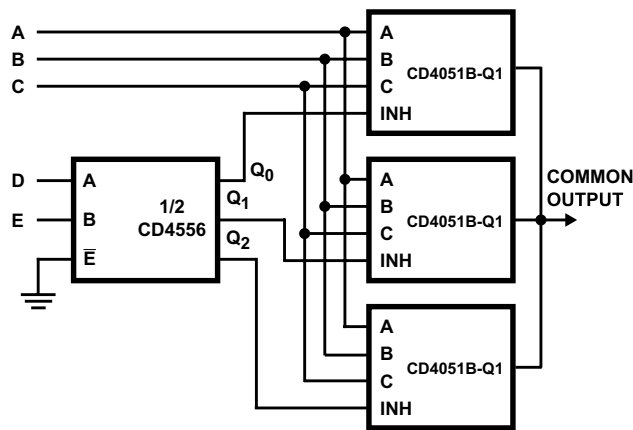 A
B
C
A
B
C
INH
CD4051B-Q1
D
E
A
B
E̅
1/2
CD4556
Q0
Q1
Q2
A
B
C
INH
CD4051B-Q1
COMMON
OUTPUT
A
B
C
INH
CD4051B-Q1